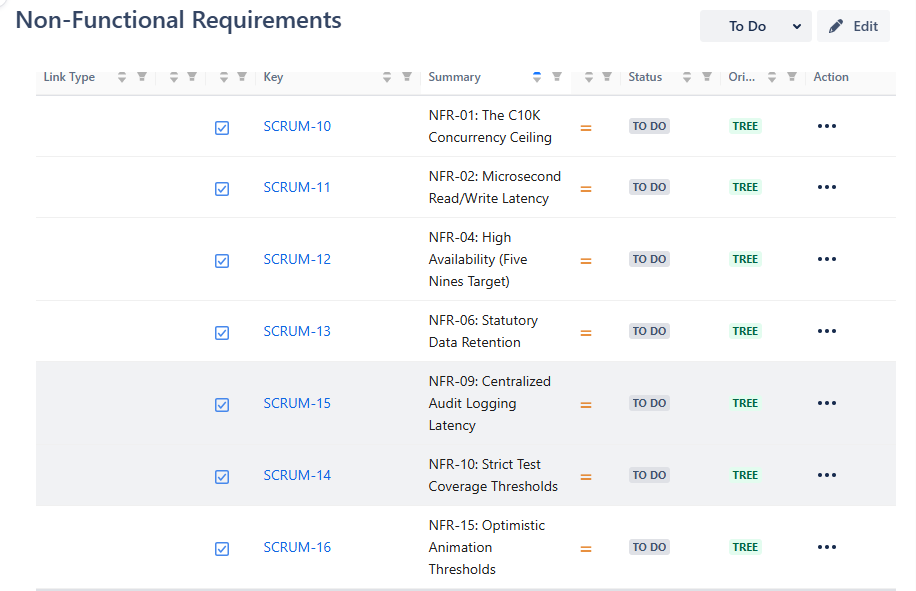 Non-Functional Requirements
To Do
Edit
Link Type Key Summary Status Ori... Action
SCRUM-10 NFR-01: The C10K TO DO TREE
Concurrency Ceiling
SCRUM-11 NFR-02: Microsecond TO DO TREE
Read/Write Latency
NFR-04: High
SCRUM-12 Availability (Five TO DO TREE
Nines Target)
SCRUM-13 NFR-06: Statutory TO DO TREE
Data Retention
NFR-09: Centralized
SCRUM-15 Audit Logging TO DO TREE
Latency
SCRUM-14 NFR-10: Strict Test TO DO TREE
Coverage Thresholds
NFR-15: Optimistic
SCRUM-16 Animation TO DO TREE
Thresholds